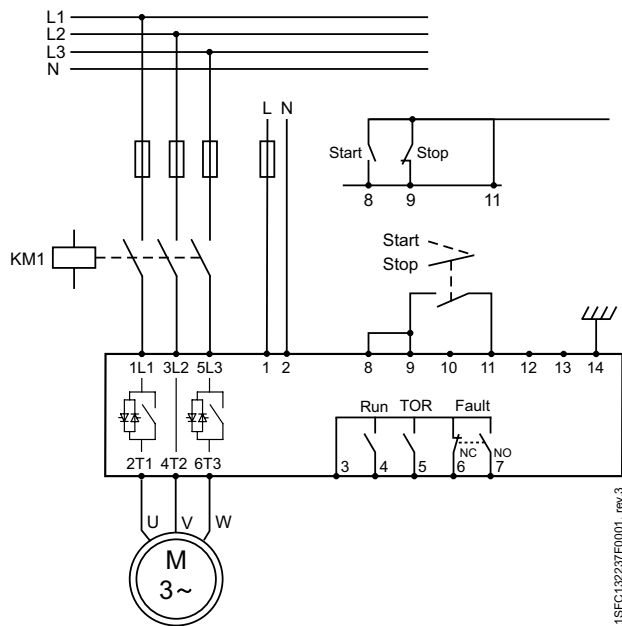 L1
L2
L3
N
L N
Start Stop
8 9 11
KM1
Start
Stop
1L1 3L2 5L3 1 2 8 9 10 11 12 13 14
Run TOR Fault
NC NO
2T1 4T2 6T3 3 4 5 6 7
U V W
M
3~
1SFC132237F0001, rev.3